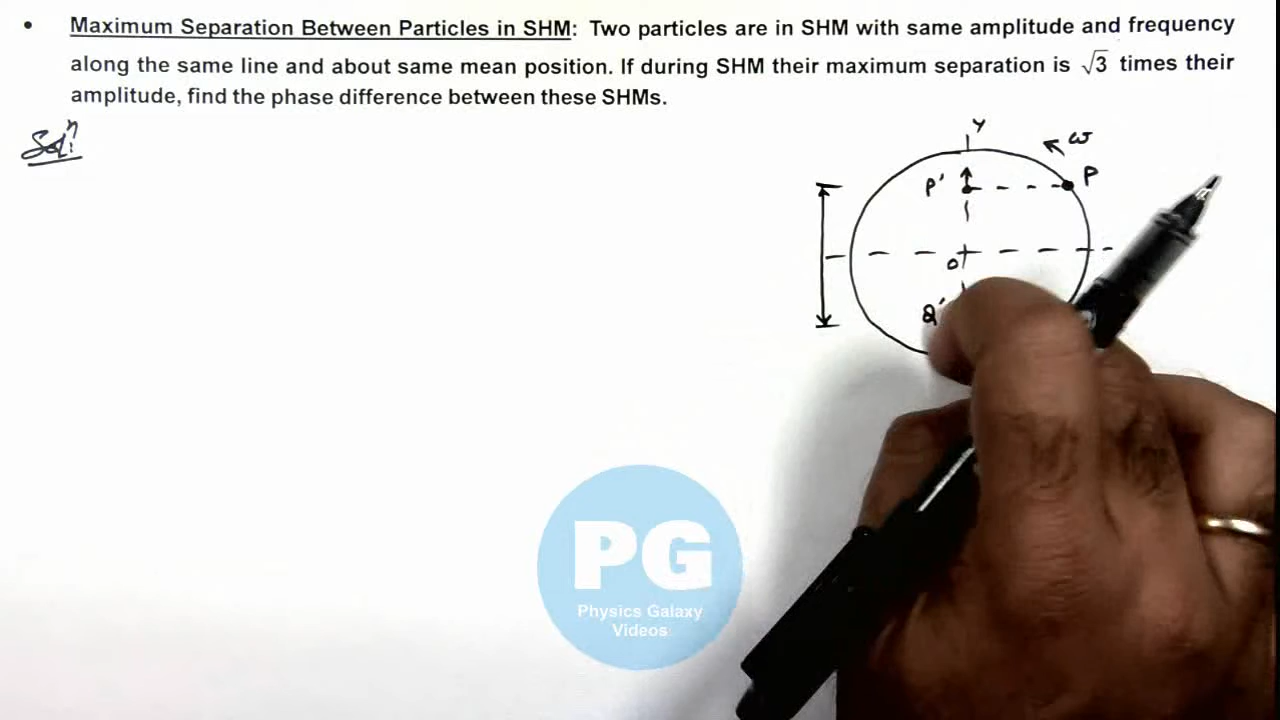 • Maximum Separation Between Particles in SHM: Two particles are in SHM with same amplitude and frequency
along the same line and about same mean position. If during SHM their maximum separation is √3 times their
amplitude, find the phase difference between these SHMs.
Solⁿ
Y
ω
P' P
O
Q'
PG
Physics Galaxy
Videos